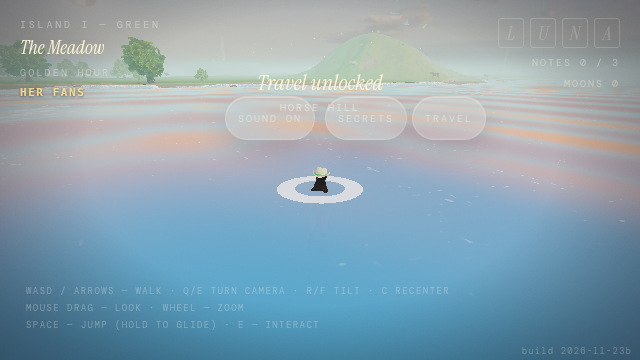 ISLAND I — GREEN
The Meadow
GOLDEN HOUR
HER FANS
L U N A
NOTES 0 / 3
MOONS 0
Travel unlocked
HORSE HILL
SOUND ON
SECRETS
TRAVEL
WASD / ARROWS — WALK · Q/E TURN CAMERA · R/F TILT · C RECENTER
MOUSE DRAG — LOOK · WHEEL — ZOOM
SPACE — JUMP (HOLD TO GLIDE) · E — INTERACT
build 2026-11-23b